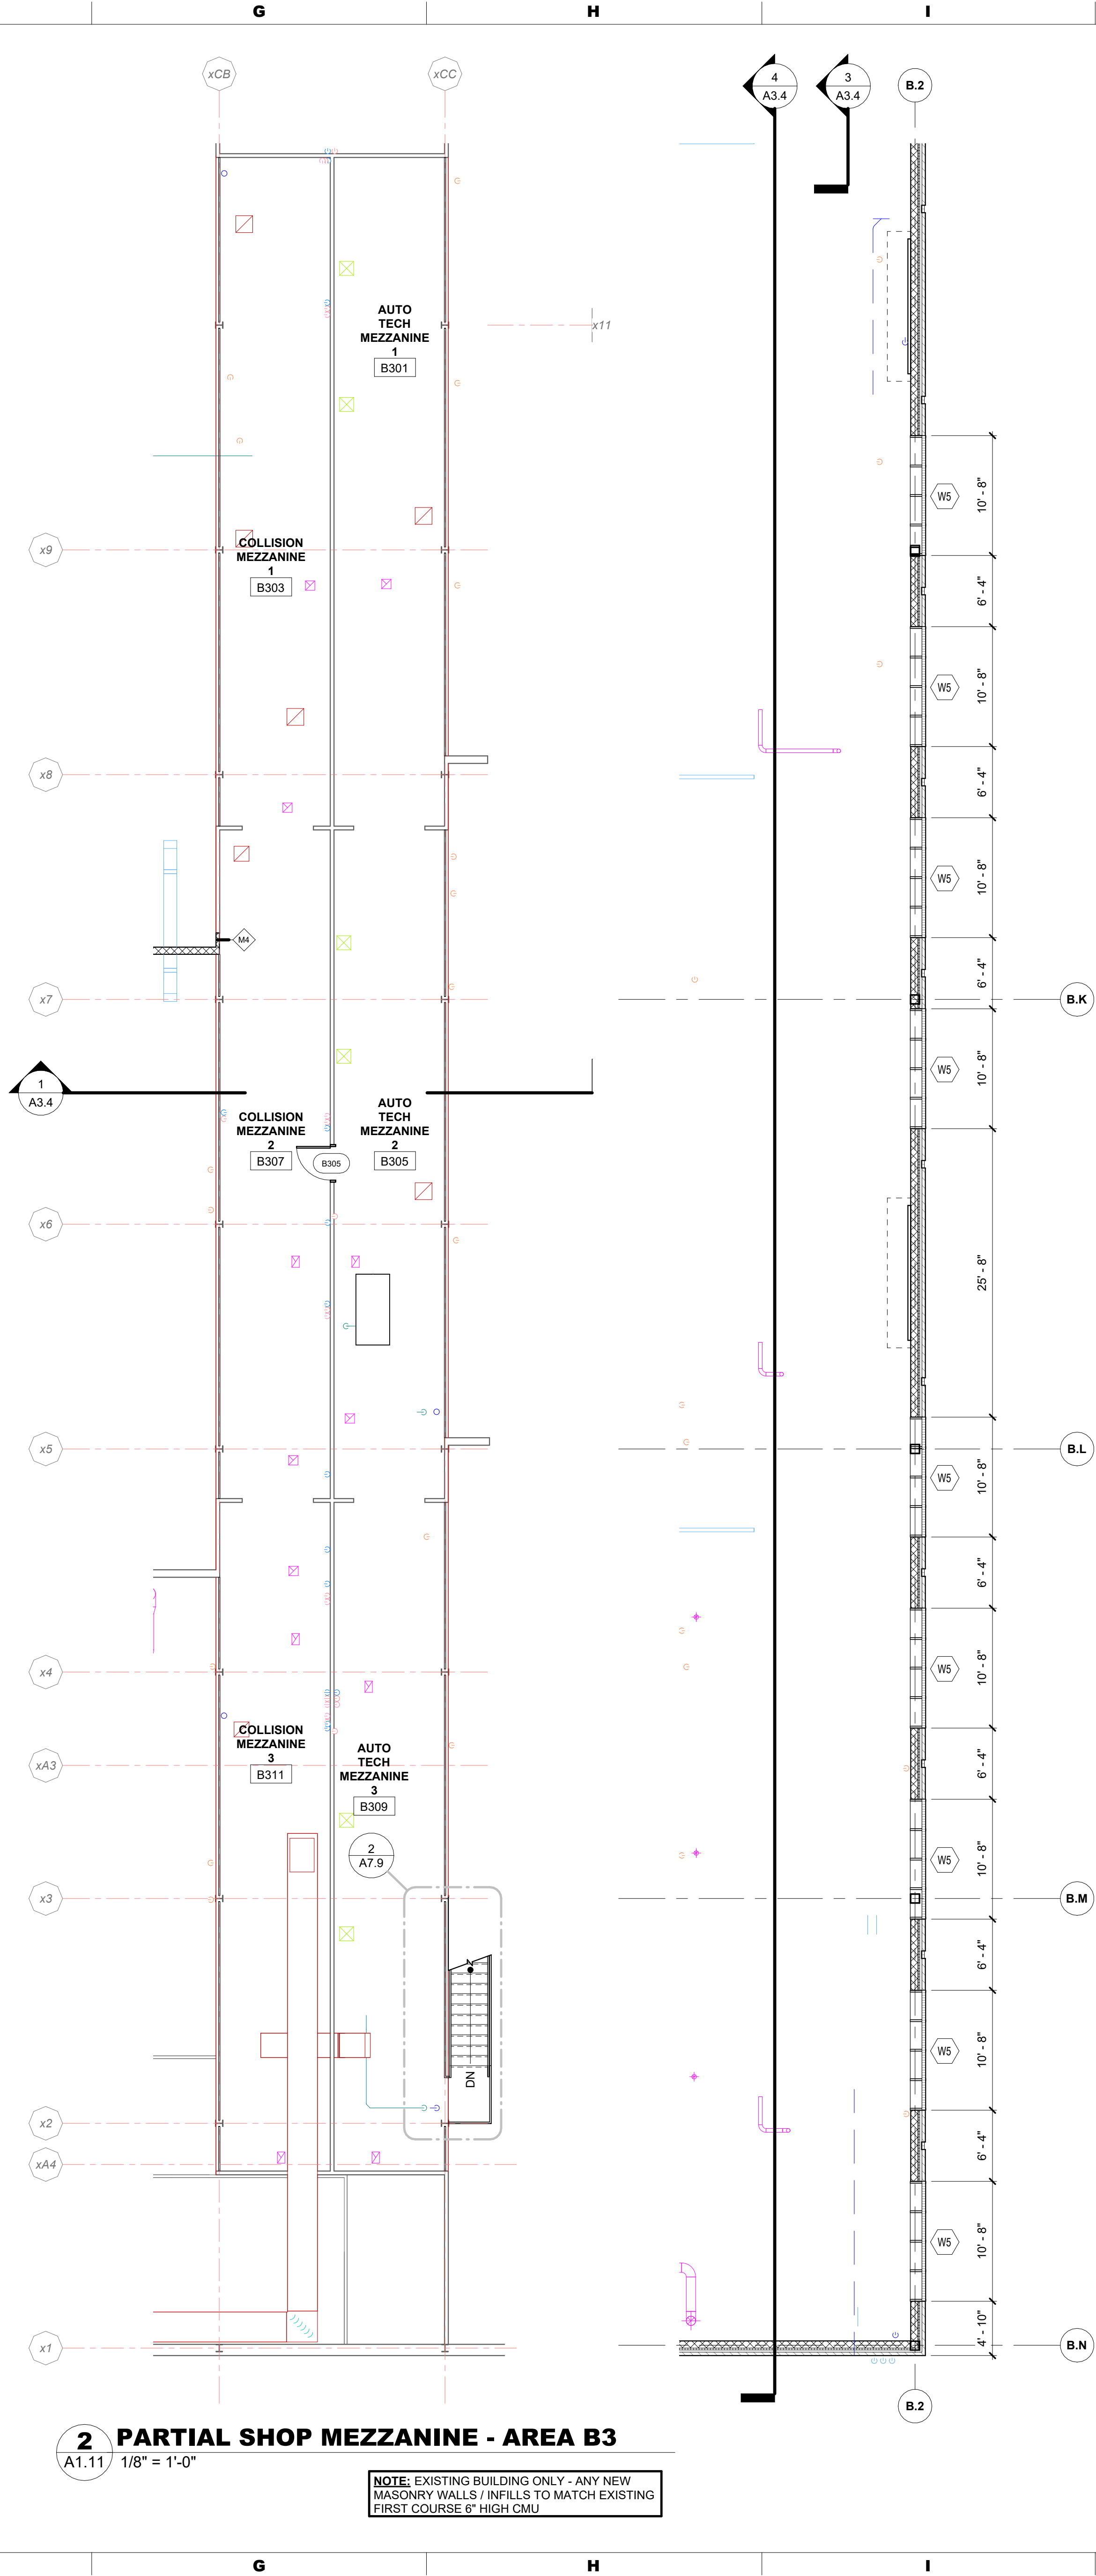 G
H
I
xCB
xCC
4
A3.4
3
A3.4
B.2
AUTO
TECH
MEZZANINE
1
B301
x11
10' - 8"
W5
x9
COLLISION
MEZZANINE
1
B303
6' - 4"
10' - 8"
W5
x8
6' - 4"
10' - 8"
W5
M4
6' - 4"
x7
B.K
10' - 8"
W5
1
A3.4
COLLISION
MEZZANINE
2
B307
AUTO
TECH
MEZZANINE
2
B305
B305
x6
25' - 8"
x5
B.L
10' - 8"
W5
6' - 4"
x4
10' - 8"
W5
COLLISION
MEZZANINE
3
B311
AUTO
TECH
MEZZANINE
3
B309
xA3
6' - 4"
2
A7.9
10' - 8"
W5
x3
B.M
6' - 4"
10' - 8"
W5
DN
x2
6' - 4"
xA4
10' - 8"
W5
4' - 10"
x1
B.N
B.2
2
A1.11
PARTIAL SHOP MEZZANINE - AREA B3
1/8" = 1'-0"
NOTE: EXISTING BUILDING ONLY - ANY NEW
MASONRY WALLS / INFILLS TO MATCH EXISTING
FIRST COURSE 6" HIGH CMU
G
H
I